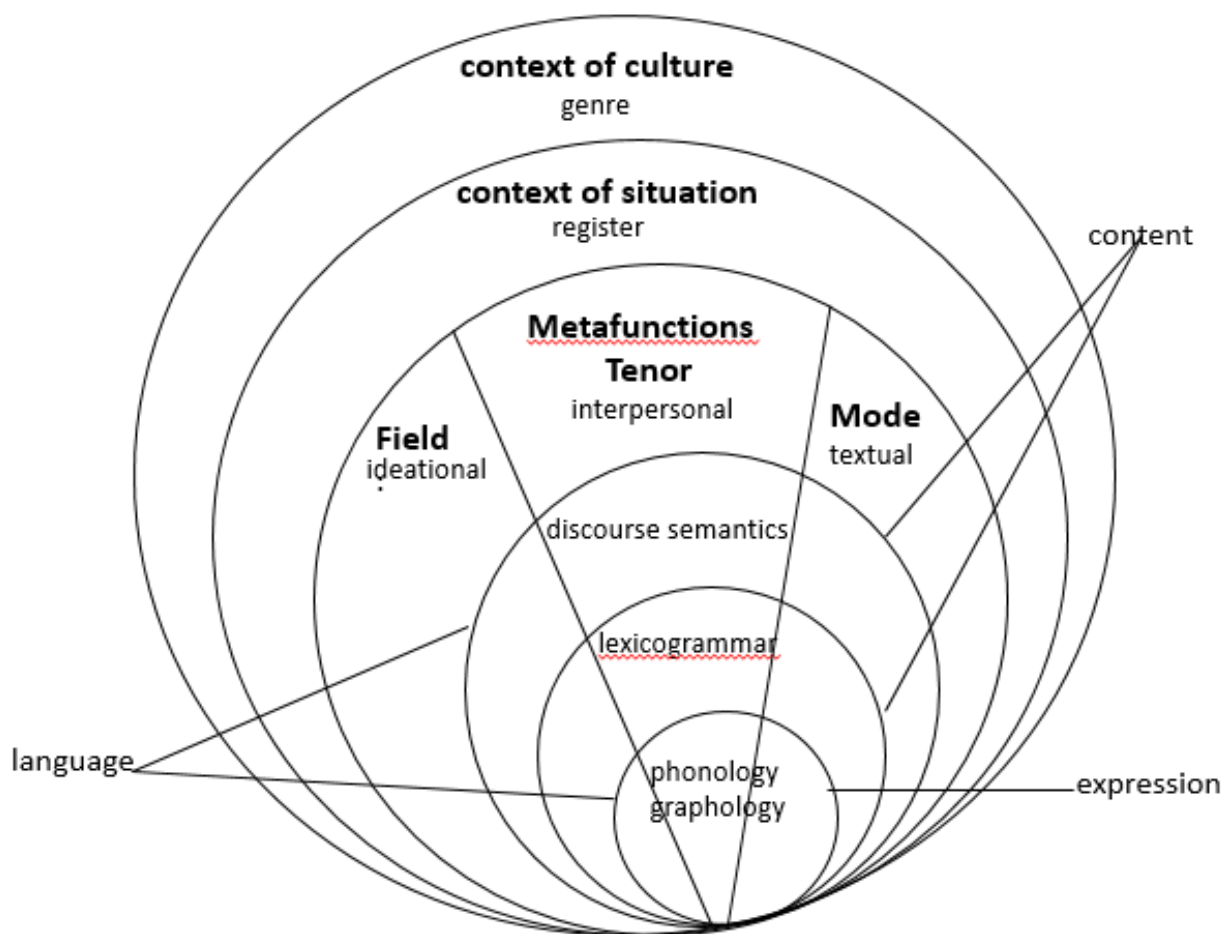 context of culture
genre
context of situation
register
content
Metafunctions
Tenor
interpersonal
Mode
textual
Field
ideational
discourse semantics
lexicogrammar
language
phonology
graphology
expression